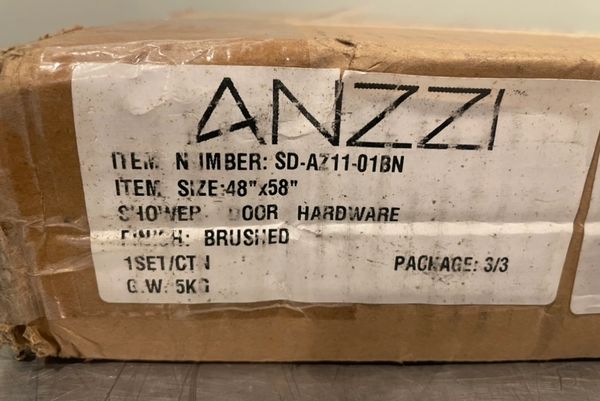 ANZZI™
ITEM NUMBER: SD-AZ11-01BN
ITEM SIZE:48"x58"
SHOWER DOOR HARDWARE
FINISH: BRUSHED
1SET/CTN PACKAGE: 3/3
G.W: 5KG